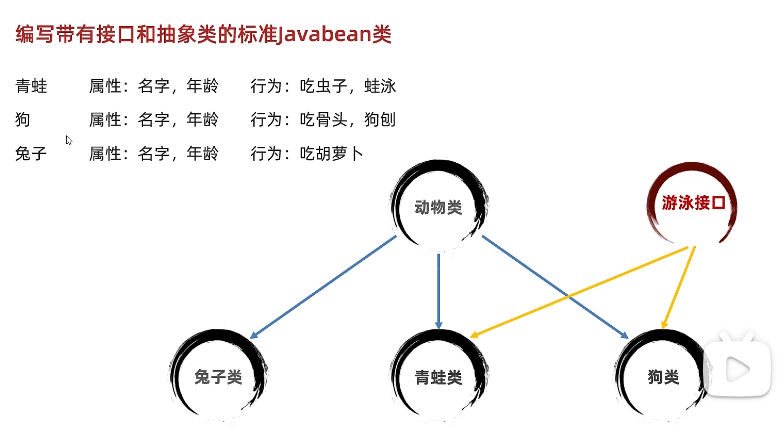 编写带有接口和抽象类的标准Javabean类
青蛙 属性：名字，年龄 行为：吃虫子，蛙泳
狗 属性：名字，年龄 行为：吃骨头，狗刨
兔子 属性：名字，年龄 行为：吃胡萝卜
动物类
游泳接口
兔子类
青蛙类
狗类